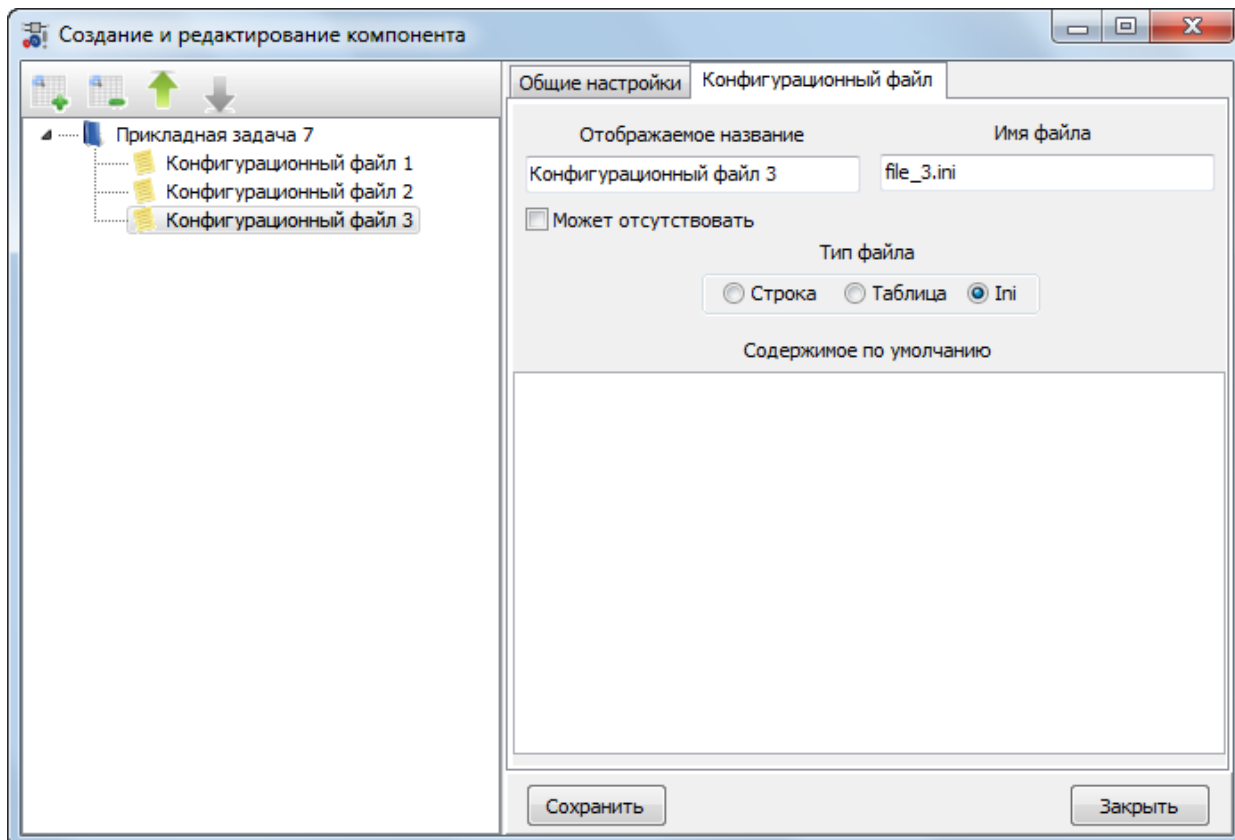 Создание и редактирование компонента
Общие настройки
Конфигурационный файл
Прикладная задача 7
Конфигурационный файл 1
Конфигурационный файл 2
Конфигурационный файл 3
Отображаемое название
Имя файла
Конфигурационный файл 3
file_3.ini
Может отсутствовать
Тип файла
Строка
Таблица
Ini
Содержимое по умолчанию
Сохранить
Закрыть